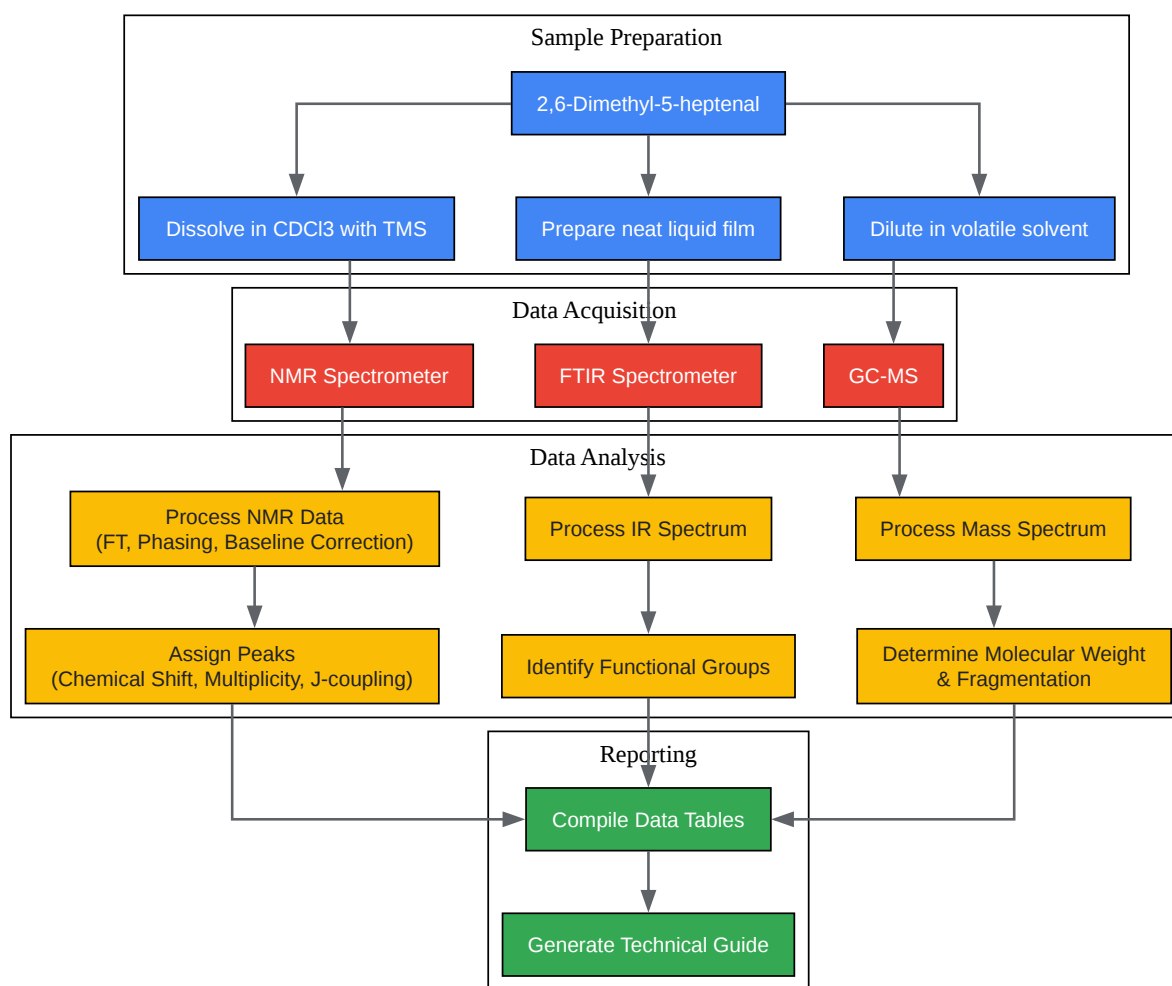 Sample Preparation
2,6-Dimethyl-5-heptenal
Dissolve in CDCl3 with TMS
Prepare neat liquid film
Dilute in volatile solvent
Data Acquisition
NMR Spectrometer
FTIR Spectrometer
GC-MS
Data Analysis
Process NMR Data
(FT, Phasing, Baseline Correction)
Process IR Spectrum
Process Mass Spectrum
Assign Peaks
(Chemical Shift, Multiplicity, J-coupling)
Identify Functional Groups
Determine Molecular Weight
& Fragmentation
Reporting
Compile Data Tables
Generate Technical Guide